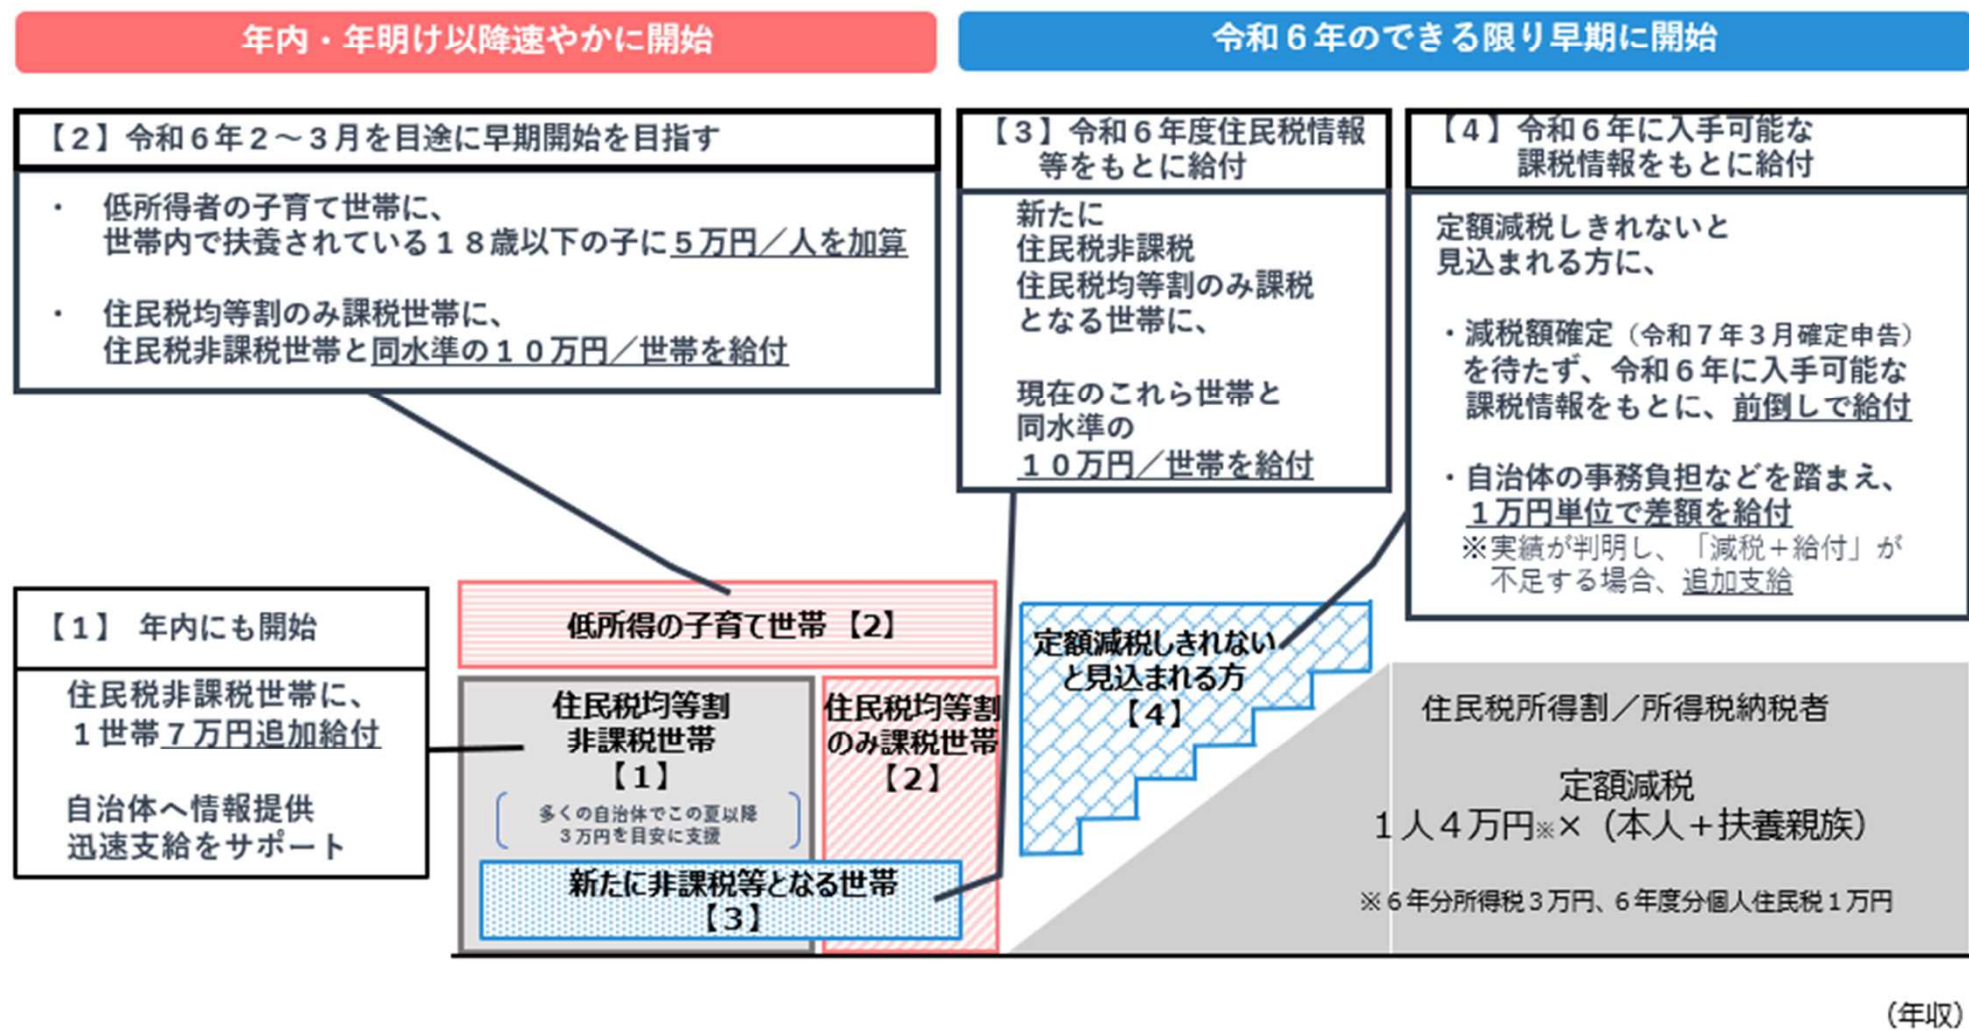 年内・年明け以降速やかに開始
令和６年のできる限り早期に開始
【２】令和６年２～３月を目途に早期開始を目指す
・ 低所得者の子育て世帯に、
世帯内で扶養されている１８歳以下の子に５万円／人を加算
・ 住民税均等割のみ課税世帯に、
住民税非課税世帯と同水準の１０万円／世帯を給付
【３】令和６年度住民税情報
等をもとに給付
新たに
住民税非課税
住民税均等割のみ課税
となる世帯に、
現在のこれら世帯と
同水準の
１０万円／世帯を給付
【４】令和６年に入手可能な
課税情報をもとに給付
定額減税しきれないと
見込まれる方に、
・減税額確定（令和７年３月確定申告）
を待たず、令和６年に入手可能な
課税情報をもとに、前倒しで給付
・自治体の事務負担などを踏まえ、
１万円単位で差額を給付
※実績が判明し、「減税＋給付」が
不足する場合、追加支給
【１】 年内にも開始
住民税非課税世帯に、
１世帯７万円追加給付
自治体へ情報提供
迅速支給をサポート
低所得の子育て世帯【２】
住民税均等割
非課税世帯
【１】
多くの自治体でこの夏以降
３万円を目安に支援
住民税均等割
のみ課税世帯
【２】
新たに非課税等となる世帯
【３】
定額減税しきれない
と見込まれる方
【４】
住民税所得割／所得税納税者
定額減税
１人４万円※×（本人＋扶養親族）
※６年分所得税３万円、６年度分個人住民税１万円
（年収）